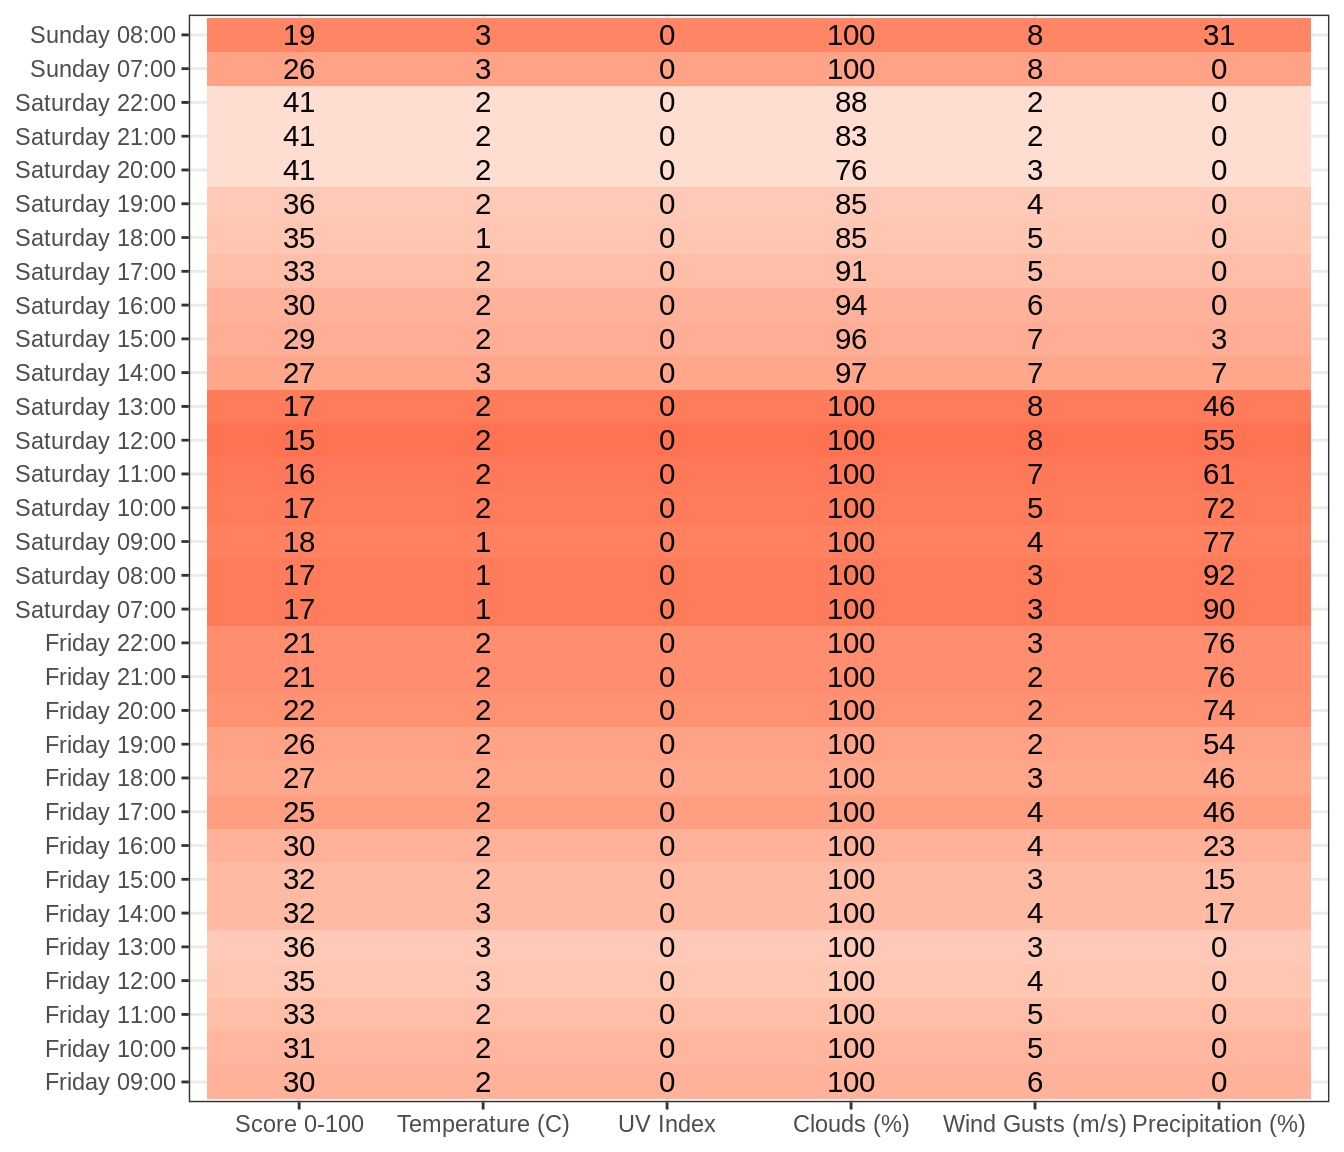 Sunday 08:00 19 3 0 100 8 31
Sunday 07:00 26 3 0 100 8 0
Saturday 22:00 41 2 0 88 2 0
Saturday 21:00 41 2 0 83 2 0
Saturday 20:00 41 2 0 76 3 0
Saturday 19:00 36 2 0 85 4 0
Saturday 18:00 35 1 0 85 5 0
Saturday 17:00 33 2 0 91 5 0
Saturday 16:00 30 2 0 94 6 0
Saturday 15:00 29 2 0 96 7 3
Saturday 14:00 27 3 0 97 7 7
Saturday 13:00 17 2 0 100 8 46
Saturday 12:00 15 2 0 100 8 55
Saturday 11:00 16 2 0 100 7 61
Saturday 10:00 17 2 0 100 5 72
Saturday 09:00 18 1 0 100 4 77
Saturday 08:00 17 1 0 100 3 92
Saturday 07:00 17 1 0 100 3 90
Friday 22:00 21 2 0 100 3 76
Friday 21:00 21 2 0 100 2 76
Friday 20:00 22 2 0 100 2 74
Friday 19:00 26 2 0 100 2 54
Friday 18:00 27 2 0 100 3 46
Friday 17:00 25 2 0 100 4 46
Friday 16:00 30 2 0 100 4 23
Friday 15:00 32 2 0 100 3 15
Friday 14:00 32 3 0 100 4 17
Friday 13:00 36 3 0 100 3 0
Friday 12:00 35 3 0 100 4 0
Friday 11:00 33 2 0 100 5 0
Friday 10:00 31 2 0 100 5 0
Friday 09:00 30 2 0 100 6 0
Score 0-100 Temperature (C) UV Index Clouds (%) Wind Gusts (m/s) Precipitation (%)